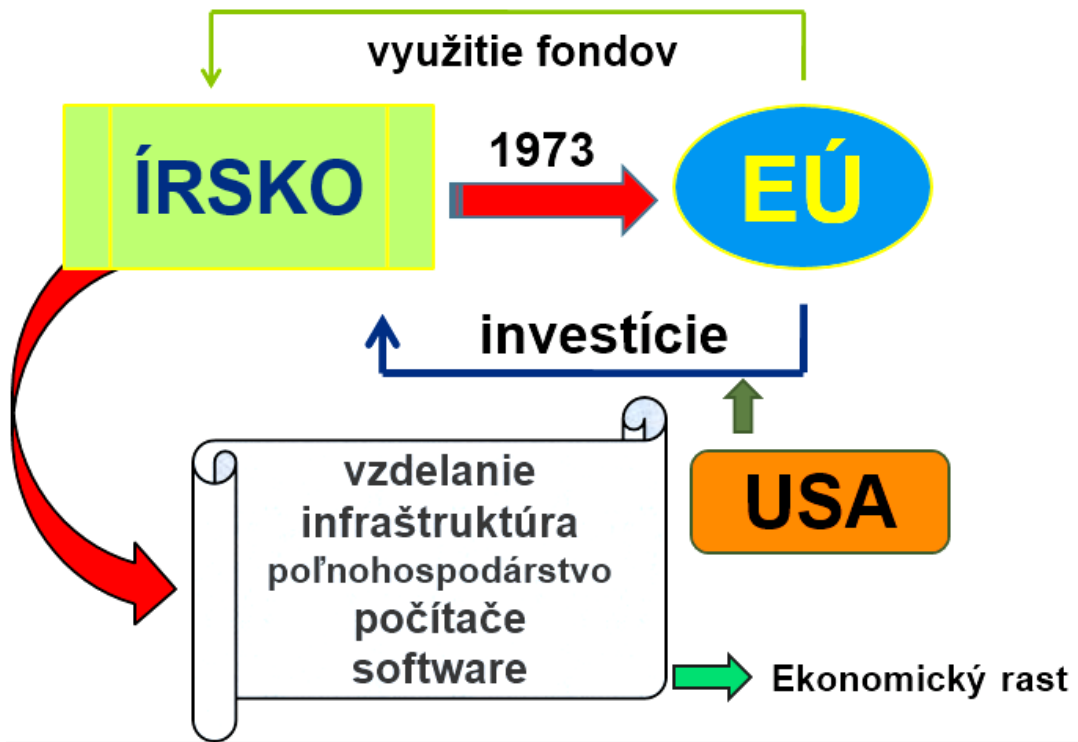 využitie fondov
ÍRSKO
1973
EÚ
investície
vzdelanie
infraštruktúra
poľnohospodárstvo
počítače
software
USA
Ekonomický rast